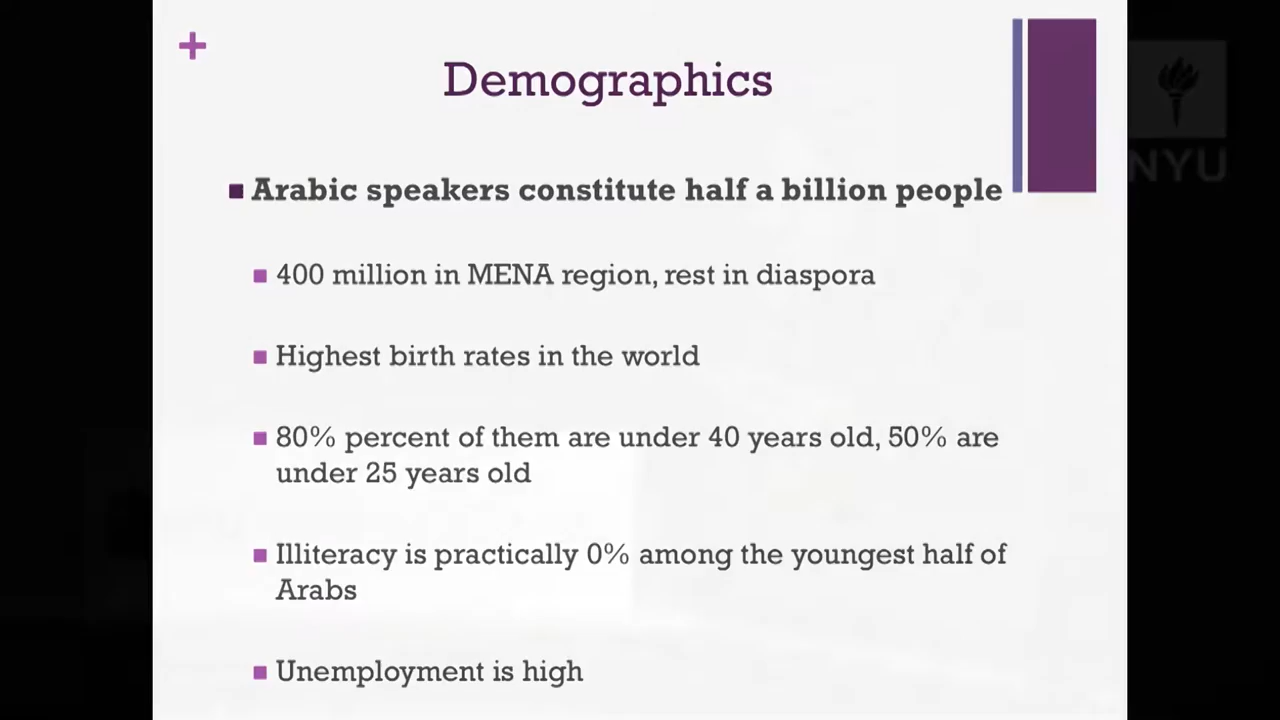 +
Demographics
NYU
Arabic speakers constitute half a billion people
400 million in MENA region, rest in diaspora
Highest birth rates in the world
80% percent of them are under 40 years old, 50% are
under 25 years old
Illiteracy is practically 0% among the youngest half of
Arabs
Unemployment is high